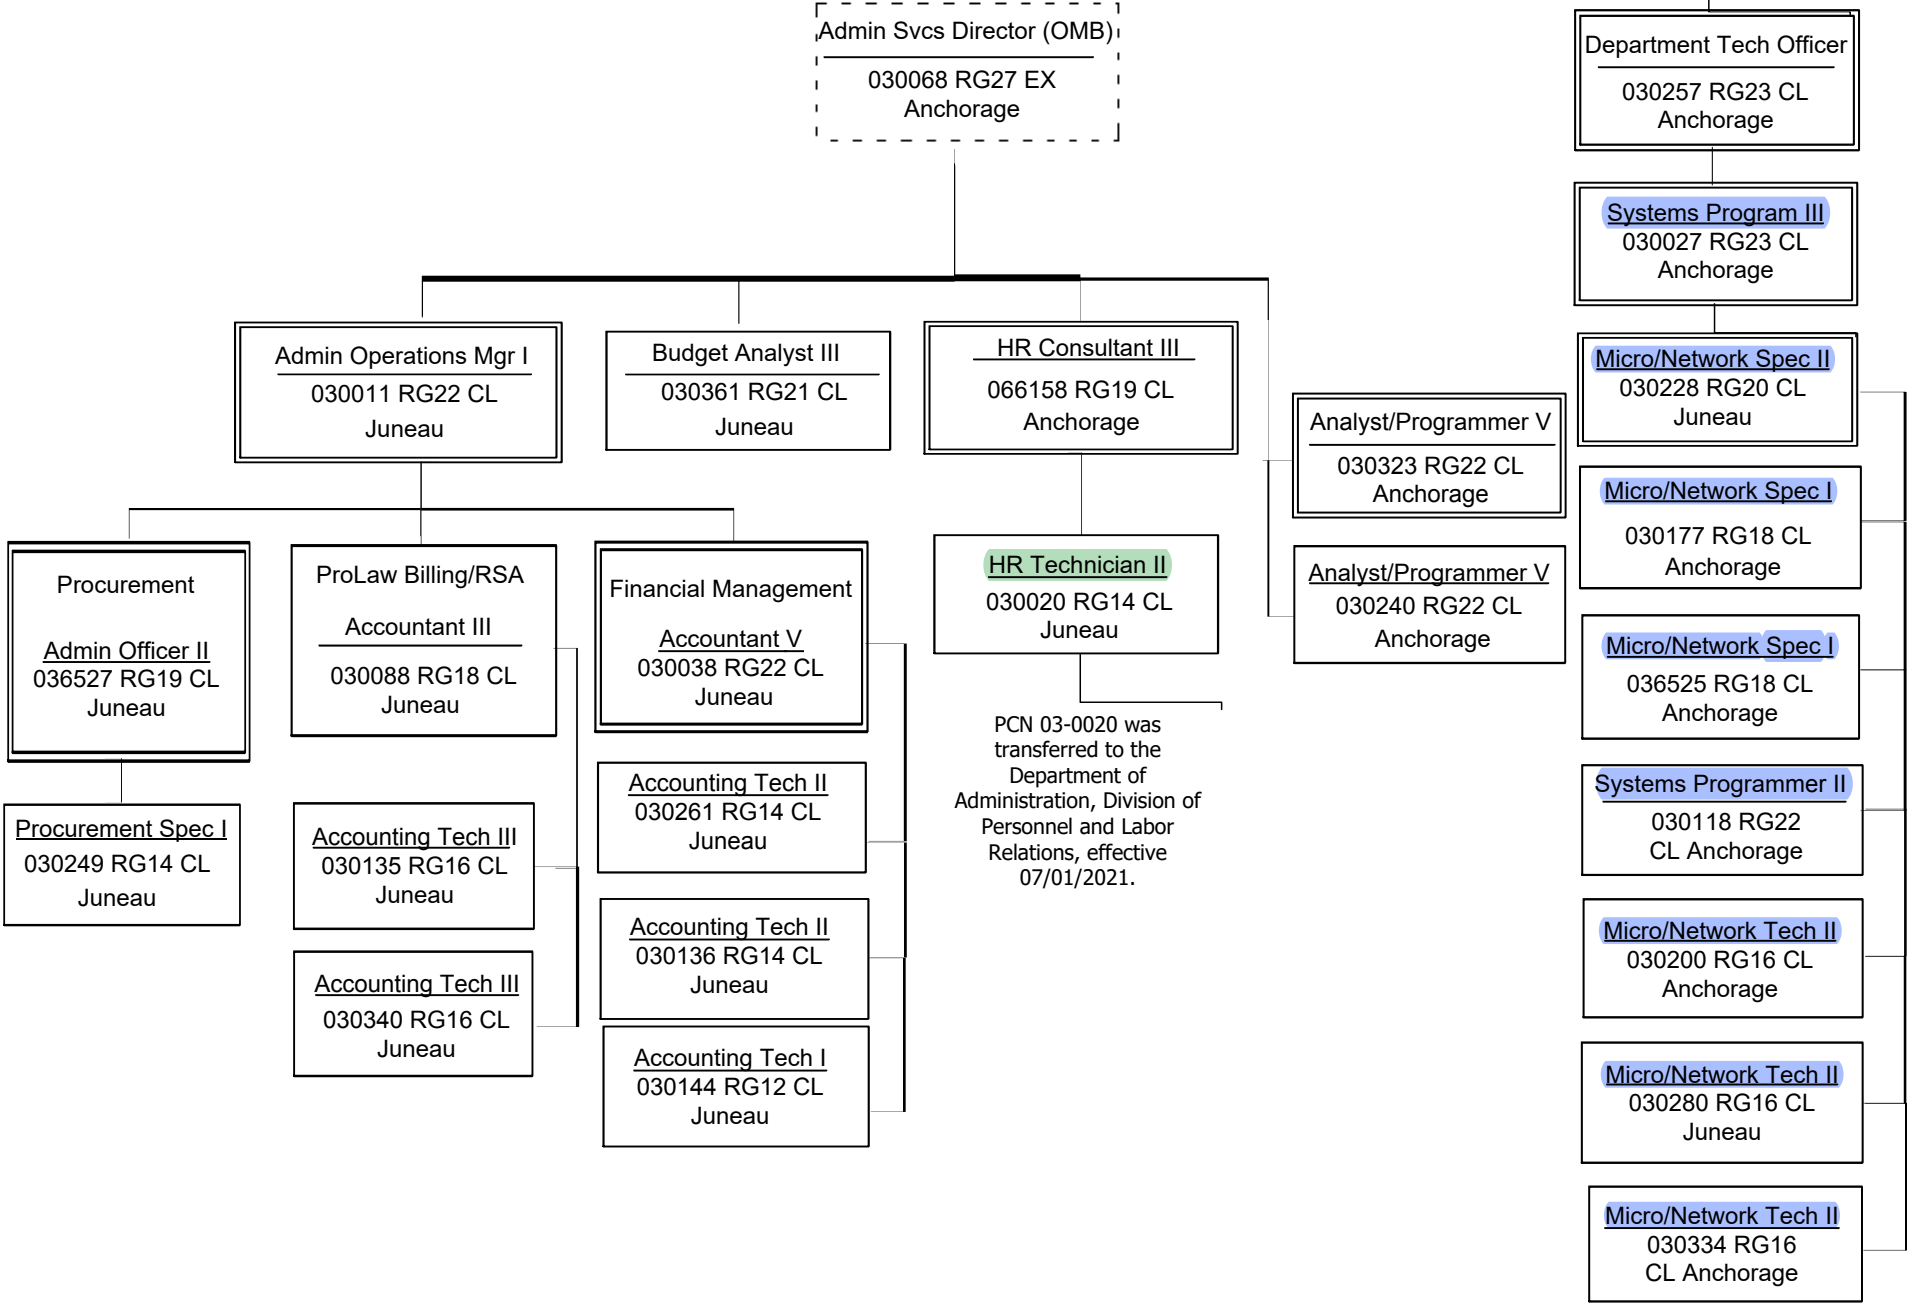 Admin Svcs Director (OMB)
030068 RG27 EX
Anchorage
Department Tech Officer
030257 RG23 CL
Anchorage
Systems Program III
030027 RG23 CL
Anchorage
Admin Operations Mgr I
030011 RG22 CL
Juneau
Budget Analyst III
030361 RG21 CL
Juneau
HR Consultant III
066158 RG19 CL
Anchorage
Analyst/Programmer V
030323 RG22 CL
Anchorage
Analyst/Programmer V
030240 RG22 CL
Anchorage
Procurement
Admin Officer II
036527 RG19 CL
Juneau
Procurement Spec I
030249 RG14 CL
Juneau
ProLaw Billing/RSA
Accountant III
030088 RG18 CL
Juneau
Accounting Tech III
030135 RG16 CL
Juneau
Accounting Tech III
030340 RG16 CL
Juneau
Financial Management
Accountant V
030038 RG22 CL
Juneau
Accounting Tech II
030261 RG14 CL
Juneau
Accounting Tech II
030136 RG14 CL
Juneau
Accounting Tech I
030144 RG12 CL
Juneau
HR Technician II
030020 RG14 CL
Juneau
PCN 03-0020 was
transferred to the
Department of
Administration, Division of
Personnel and Labor
Relations, effective
07/01/2021.
Micro/Network Spec II
030228 RG20 CL
Juneau
Micro/Network Spec I
030177 RG18 CL
Anchorage
Micro/Network Spec I
036525 RG18 CL
Anchorage
Systems Programmer II
030118 RG22
CL Anchorage
Micro/Network Tech II
030200 RG16 CL
Anchorage
Micro/Network Tech II
030280 RG16 CL
Juneau
Micro/Network Tech II
030334 RG16
CL Anchorage